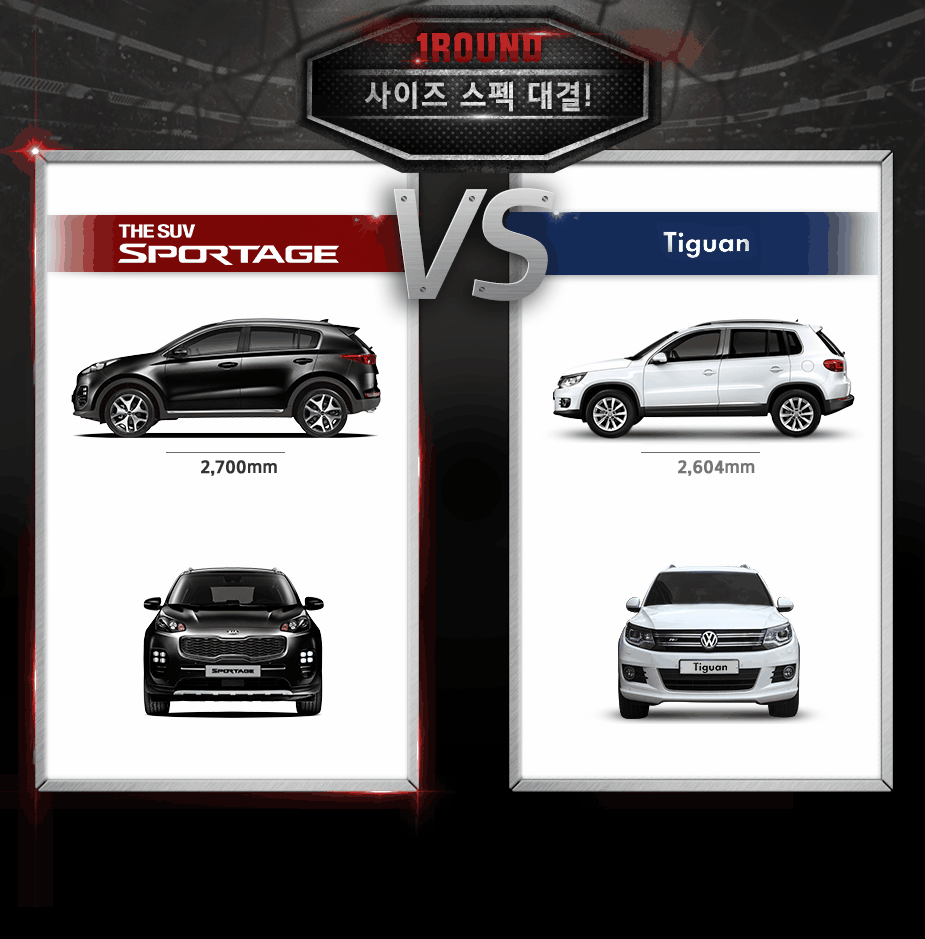 1ROUND
사이즈 스펙 대결!
VS
THE SUV
SPORTAGE
Tiguan
2,700mm
2,604mm
KIA
SPORTAGE
Tiguan